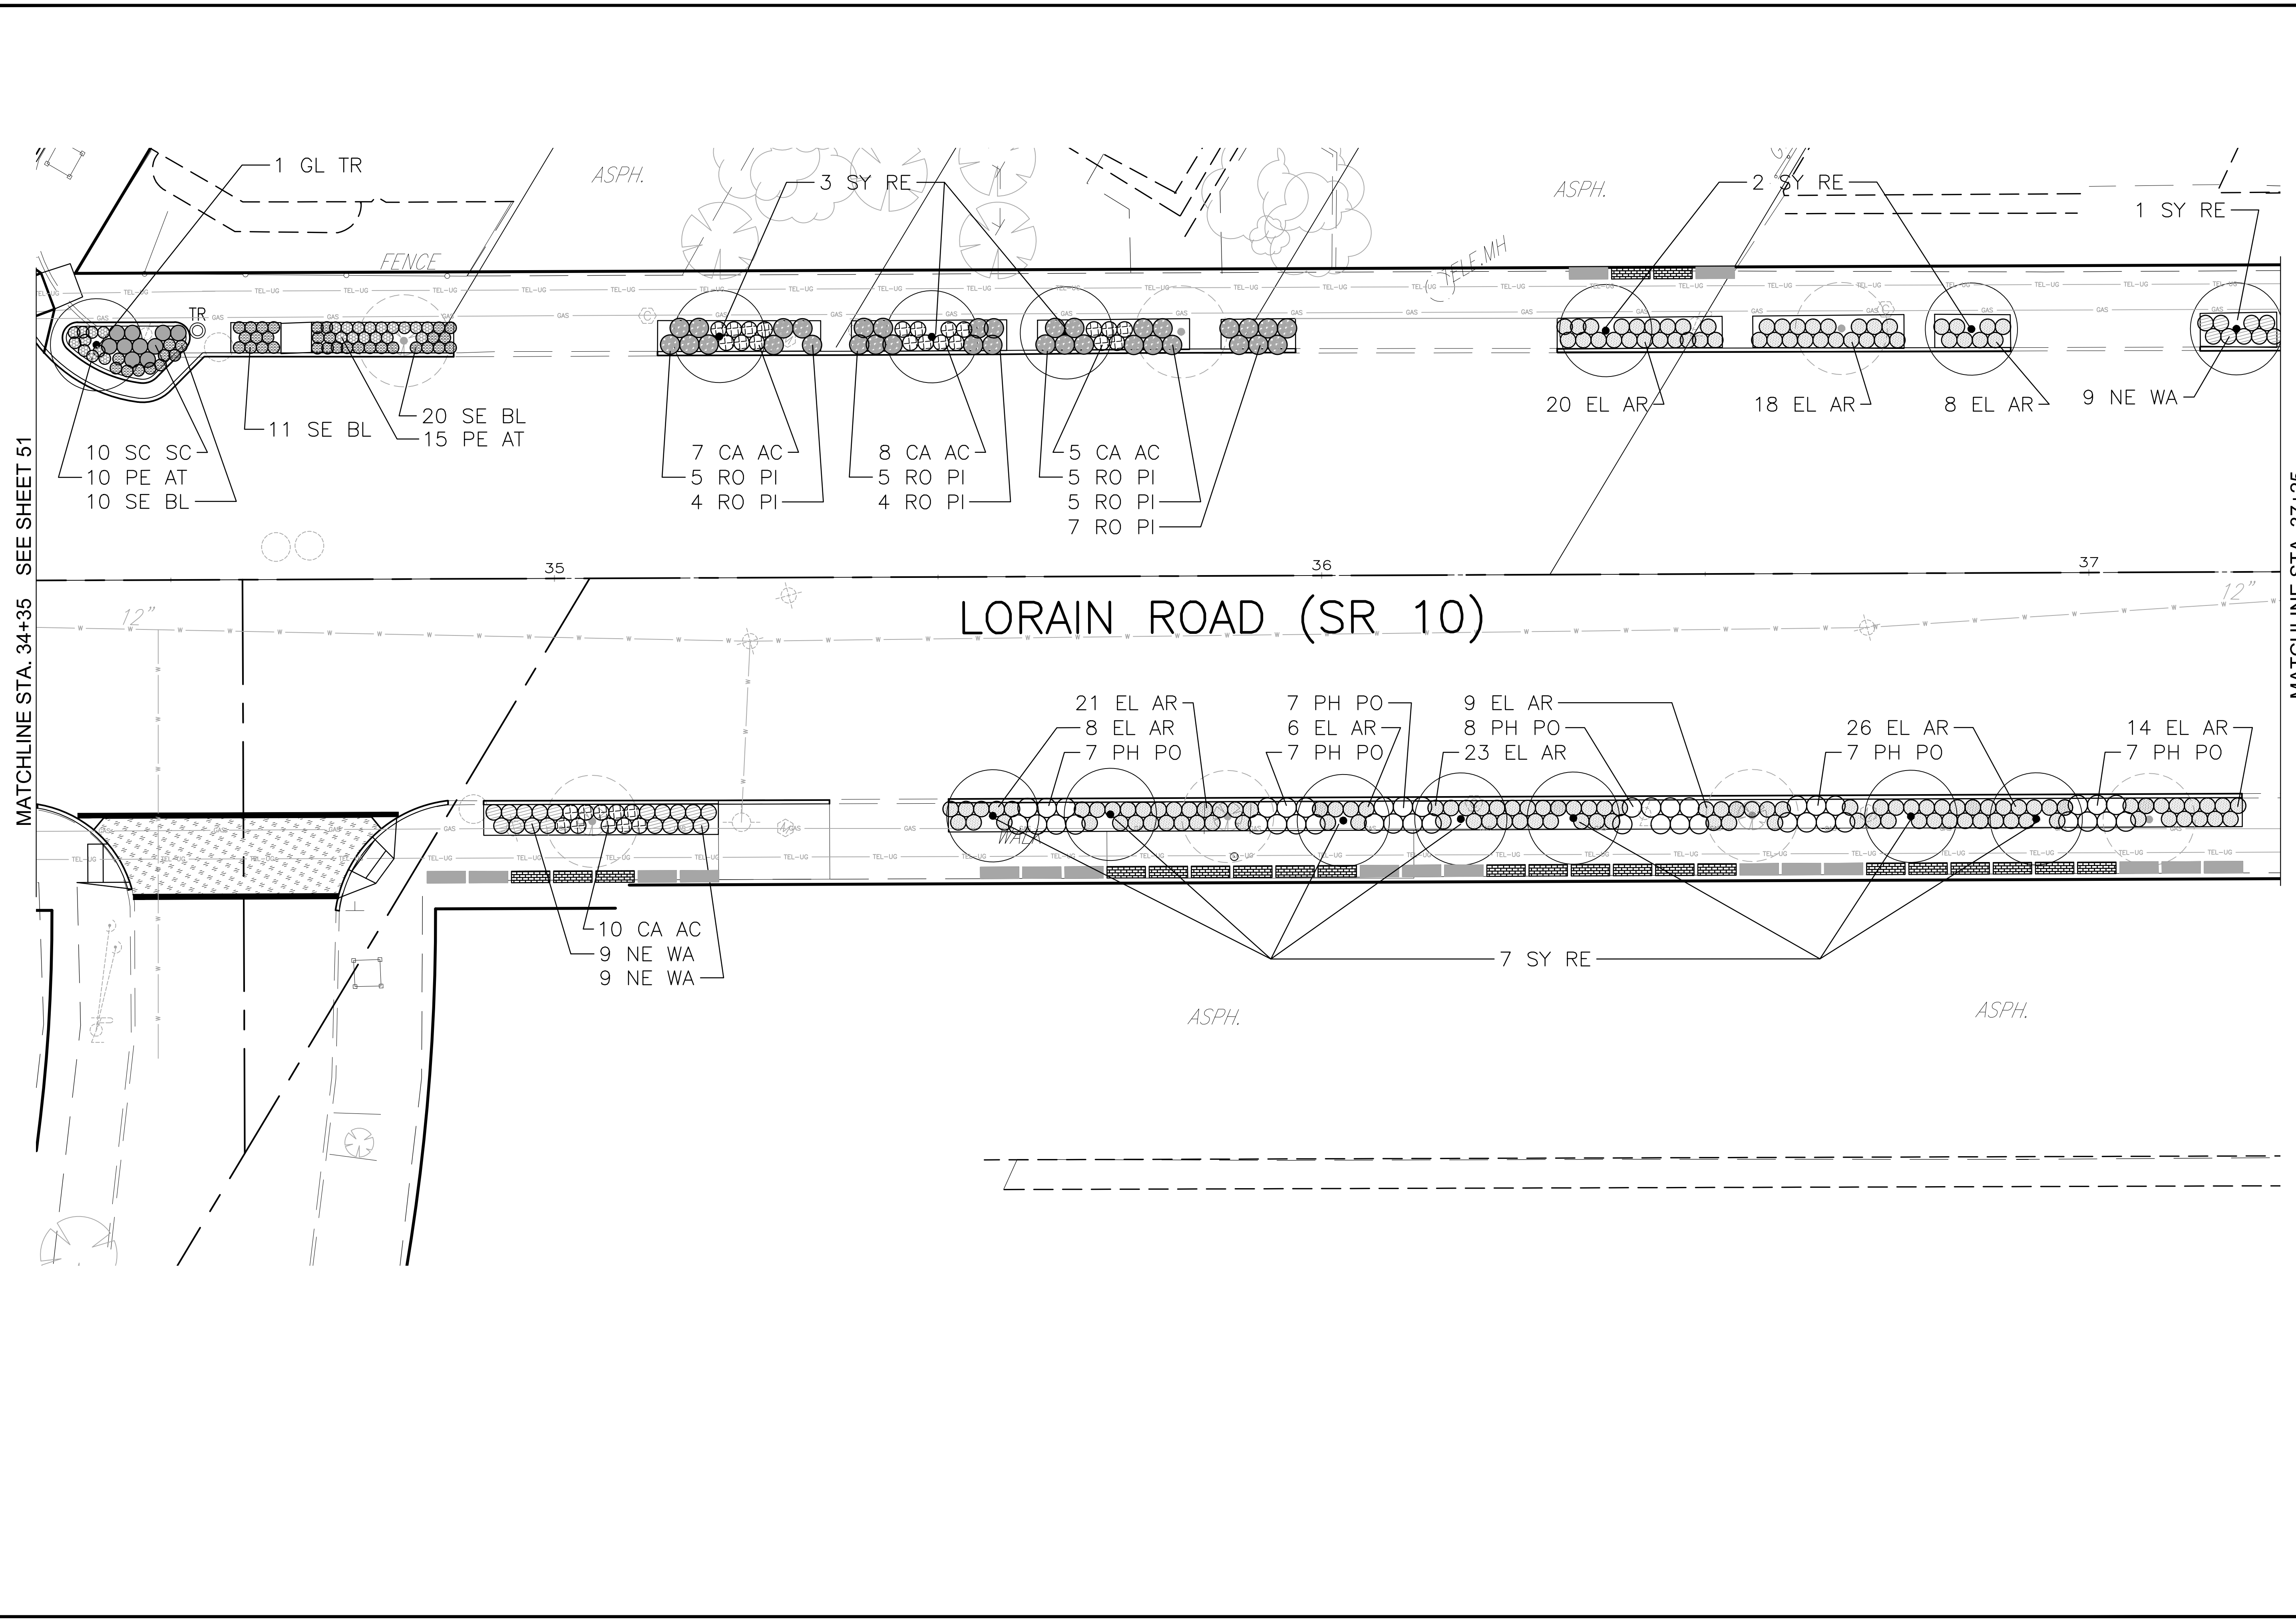 1 GL TR
ASPH.
3 SY RE
ASPH.
2 SY RE
1 SY RE
FENCE
TELE.MH
TR
20 SE BL
15 PE AT
11 SE BL
10 SC SC
10 PE AT
10 SE BL
7 CA AC
5 RO PI
4 RO PI
8 CA AC
5 RO PI
4 RO PI
5 CA AC
5 RO PI
5 RO PI
7 RO PI
20 EL AR
18 EL AR
8 EL AR
9 NE WA
MATCHLINE STA. 34+35 SEE SHEET 51
35
36
37
12"
12"
LORAIN ROAD (SR 10)
21 EL AR
8 EL AR
7 PH PO
7 PH PO
6 EL AR
7 PH PO
9 EL AR
8 PH PO
23 EL AR
26 EL AR
7 PH PO
14 EL AR
7 PH PO
GAS
TEL-UG
W
WALK
10 CA AC
9 NE WA
9 NE WA
7 SY RE
ASPH.
ASPH.